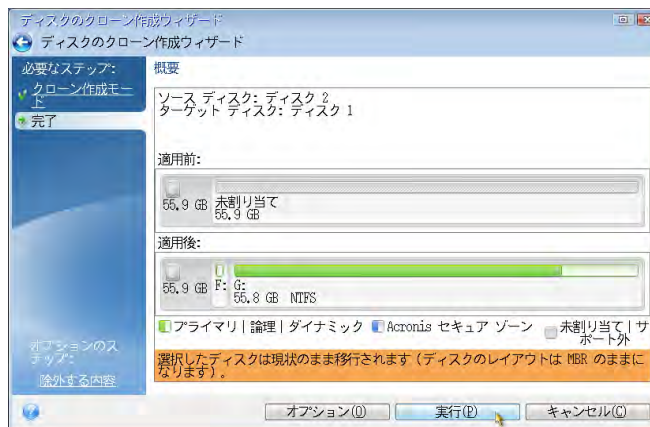 ディスクのクローン作成ウィザード
ディスクのクローン作成ウィザード
必要なステップ:
クローン作成モー
ド
完了
概要
ソース ディスク: ディスク 2
ターゲット ディスク: ディスク 1
適用前:
55.9 GB
未割り当て
55.9 GB
適用後:
55.9 GB
F: G:
55.8 GB NTFS
プライマリ|論理|ダイナミック Acronis セキュア ゾーン 未割り当て|サ
ポート外
選択したディスクは現状のまま移行されます(ディスクのレイアウトは MBR のままに
なります)。
オプションのス
テップ:
除外する内容
オプション(O) 実行(P) キャンセル(C)